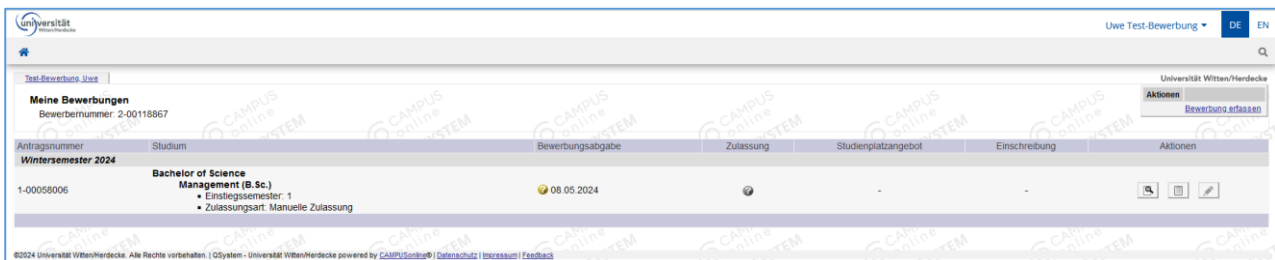 universität
Witten/Herdecke
Uwe Test-Bewerbung
DE EN
Test-Bewerbung, Uwe
Universität Witten/Herdecke
Meine Bewerbungen
Bewerbernummer: 2-00118867
Aktionen
Bewerbung erfassen
Antragsnummer Studium Bewerbungsabgabe Zulassung Studienplatzangebot Einschreibung Aktionen
Wintersemester 2024
1-00058006
Bachelor of Science
Management (B.Sc.)
▪ Einstiegssemester: 1
▪ Zulassungsart: Manuelle Zulassung
08.05.2024
- -
©2024 Universität Witten/Herdecke. Alle Rechte vorbehalten. | QSystem - Universität Witten/Herdecke powered by CAMPUSonline® | Datenschutz | Impressum | Feedback
CAMPUS
online